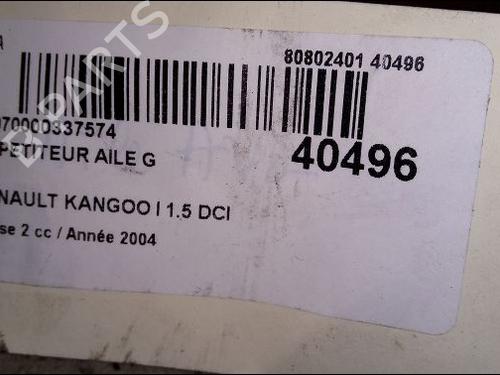 A
80802401 40496
070000337574
PETITEUR AILE G
40496
NAULT KANGOO I 1.5 DCI
se 2 cc / Année 2004
B PARTS